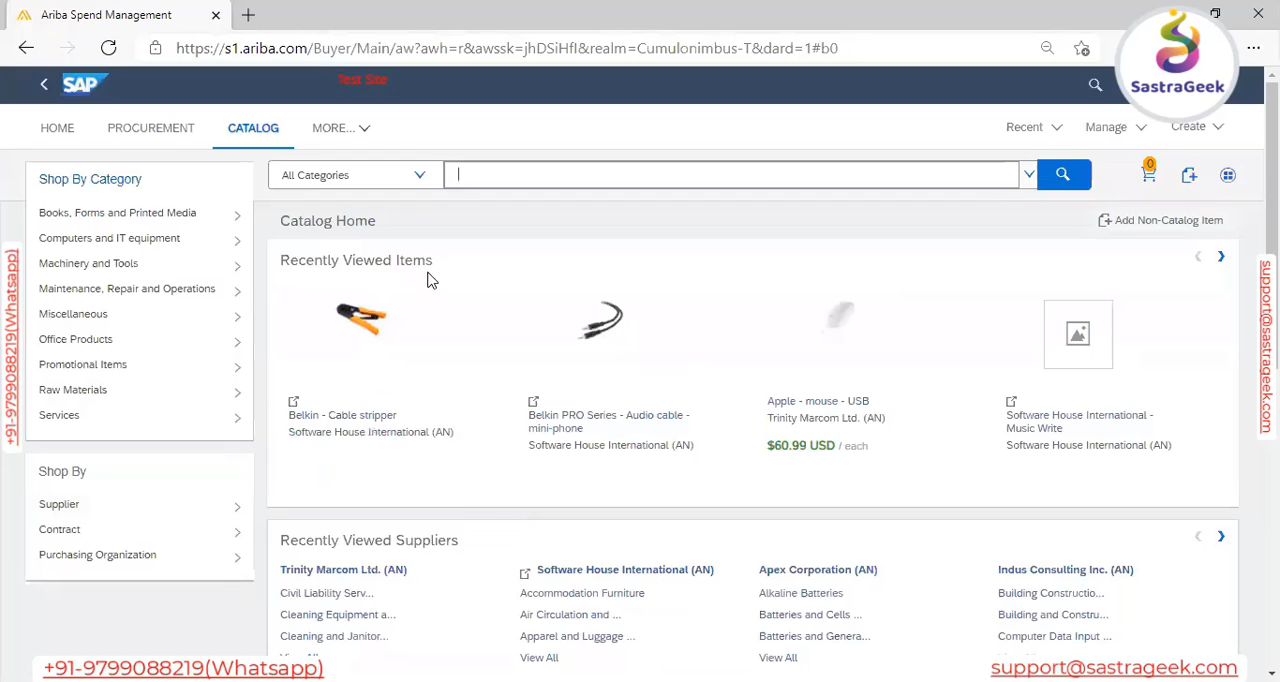 Ariba Spend Management
https://s1.ariba.com/Buyer/Main/aw?awh=r&awssk=jhDSiHfI&realm=Cumulonimbus-T&dard=1#b0
SastraGeek
SAP
Test Site
HOME
PROCUREMENT
CATALOG
MORE...
Recent
Manage
Create
Shop By Category
Books, Forms and Printed Media
Computers and IT equipment
Machinery and Tools
Maintenance, Repair and Operations
Miscellaneous
Office Products
Promotional Items
Raw Materials
Services
Shop By
Supplier
Contract
Purchasing Organization
All Categories
0
Catalog Home
Add Non-Catalog Item
Recently Viewed Items
Belkin - Cable stripper
Software House International (AN)
Belkin PRO Series - Audio cable -
mini-phone
Software House International (AN)
Apple - mouse - USB
Trinity Marcom Ltd. (AN)
$60.99 USD / each
Software House International -
Music Write
Software House International (AN)
Recently Viewed Suppliers
Trinity Marcom Ltd. (AN)
Civil Liability Serv...
Cleaning Equipment a...
Cleaning and Janitor...
Software House International (AN)
Accommodation Furniture
Air Circulation and ...
Apparel and Luggage ...
View All
Apex Corporation (AN)
Alkaline Batteries
Batteries and Cells ...
Batteries and Genera...
View All
Indus Consulting Inc. (AN)
Building Constructio...
Building and Constru...
Computer Data Input ...
+91-9799088219(Whatsapp)
support@sastrageek.com
+91-9799088219(Whatsapp)
support@sastrageek.com